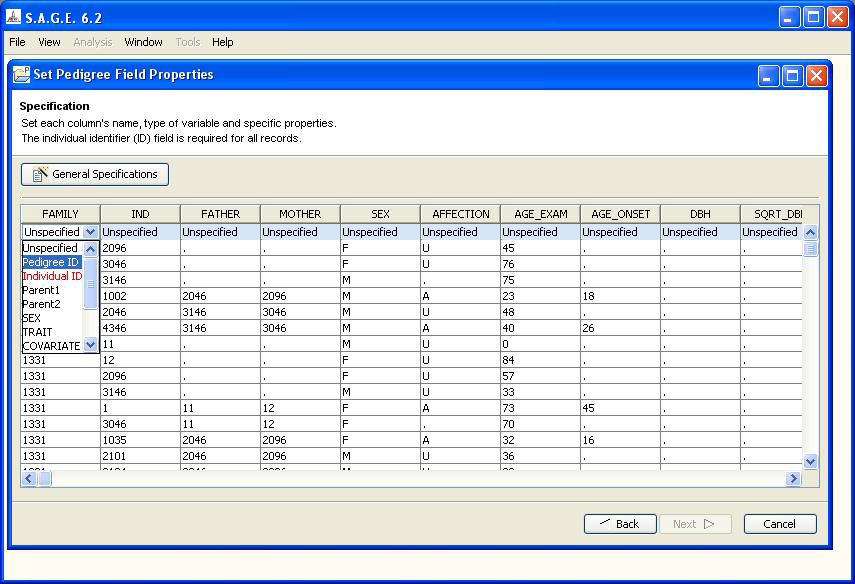 S.A.G.E. 6.2
File View Analysis Window Tools Help
Set Pedigree Field Properties
Specification
Set each column's name, type of variable and specific properties.
The individual identifier (ID) field is required for all records.
General Specifications
FAMILY IND FATHER MOTHER SEX AFFECTION AGE_EXAM AGE_ONSET DBH SQRT_DBH
Unspecified Unspecified Unspecified Unspecified Unspecified Unspecified Unspecified Unspecified Unspecified Unspecified
Unspecified 2096 . . F U 45 . . .
Pedigree ID 3046 . . F U 76 . . .
Individual ID 3146 . . M . 75 . . .
Parent1 1002 2046 2096 M A 23 18 . .
Parent2 2046 3146 3046 M U 48 . . .
SEX
TRAIT 4346 3146 3046 M A 40 26 . .
COVARIATE 11 . . M U 0 . . .
1331 12 . . F U 84 . . .
1331 2096 . . F U 57 . . .
1331 3146 . . M U 33 . . .
1331 1 11 12 F A 73 45 . .
1331 3046 11 12 F . 70 . . .
1331 1035 2046 2096 F A 32 16 . .
1331 2101 2046 2096 M U 36 . . .
Back Next Cancel